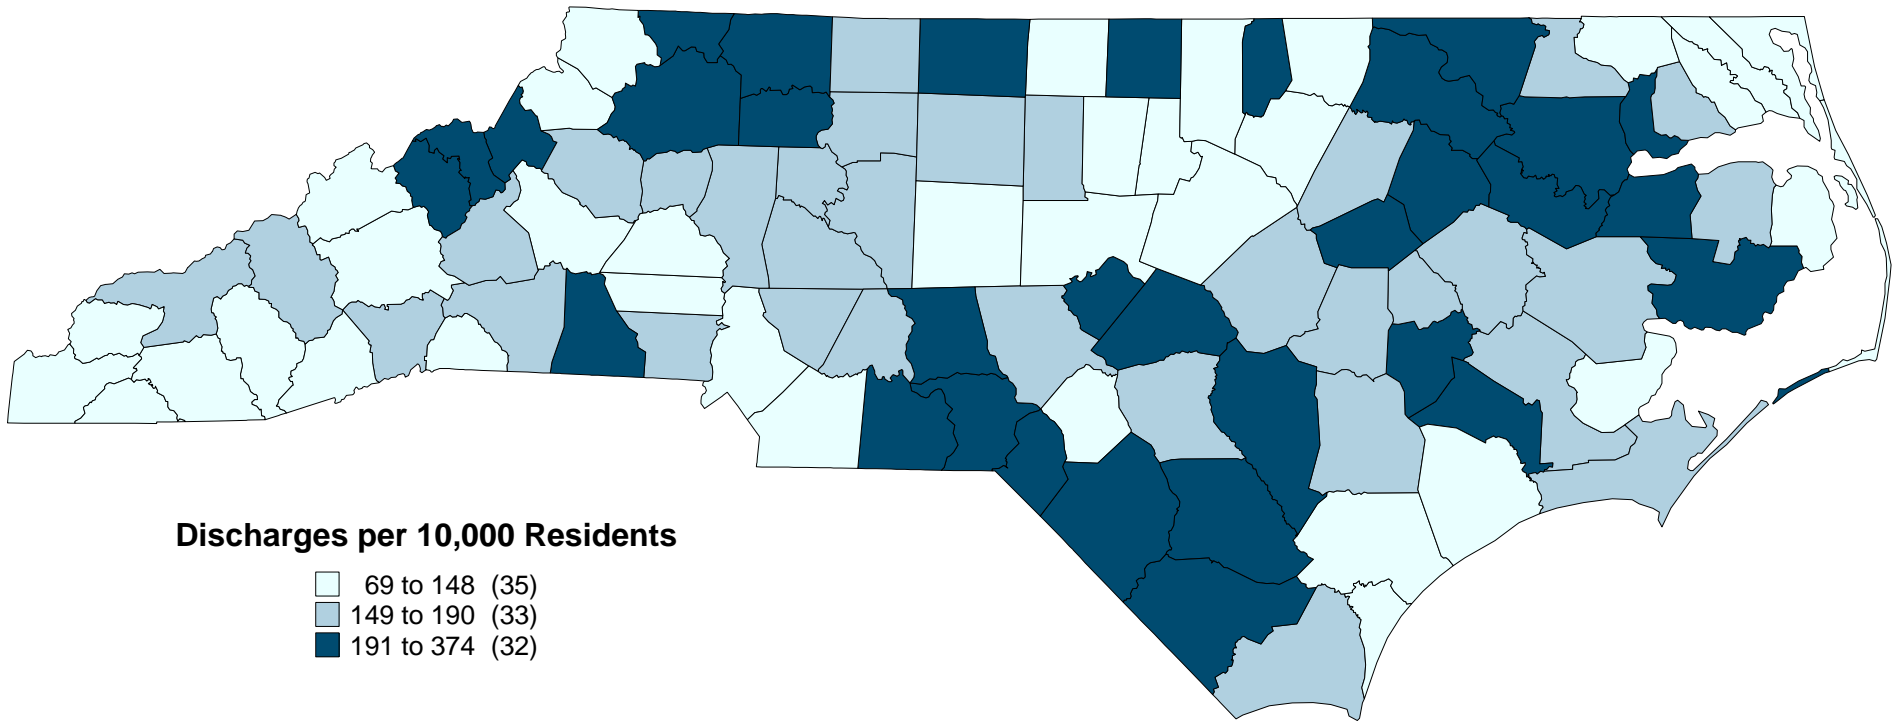 Discharges per 10,000 Residents
69 to 148 (35)
149 to 190 (33)
191 to 374 (32)